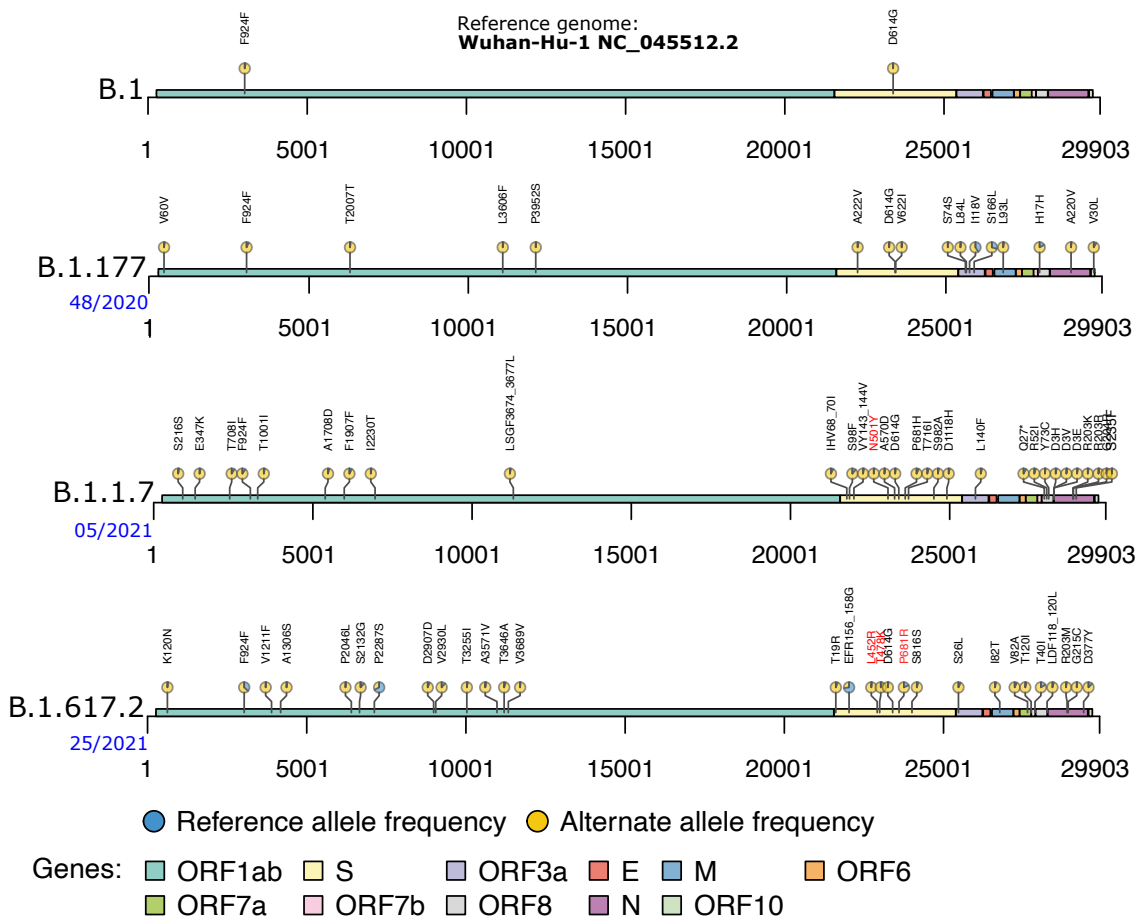 Reference genome:
Wuhan-Hu-1 NC_045512.2
F924F D614G
B.1
1 5001 10001 15001 20001 25001 29903
V60V F924F T2007T L3606F P3952S A222V D614G V622I S74S L84L I118V S166L L93L H17H A220V V30L
B.1.177
48/2020
1 5001 10001 15001 20001 25001 29903
S216S E347K T708I F924F T1001I A1708D F1907F I2230T LSGF3674_3677L IHV68_70I S98F VY143_144V N501Y A570D D614G P681H T716I S982A D1118H L140F Q27* R52I Y73C D3H D3V D3E R203K R203R S235F
B.1.1.7
05/2021
1 5001 10001 15001 20001 25001 29903
K120N F924F V1211F A1306S P2046L S2132G P2287S D2907D V2930L T3255I A3571V T3646A V3689V T19R EFR156_158G L452R T478K D614G P681R S816S S26L I82T V82A T120I T40I LDF118_120L R203M G215C D377Y
B.1.617.2
25/2021
1 5001 10001 15001 20001 25001 29903
Reference allele frequency Alternate allele frequency
Genes: ORF1ab S ORF3a E M ORF6
ORF7a ORF7b ORF8 N ORF10